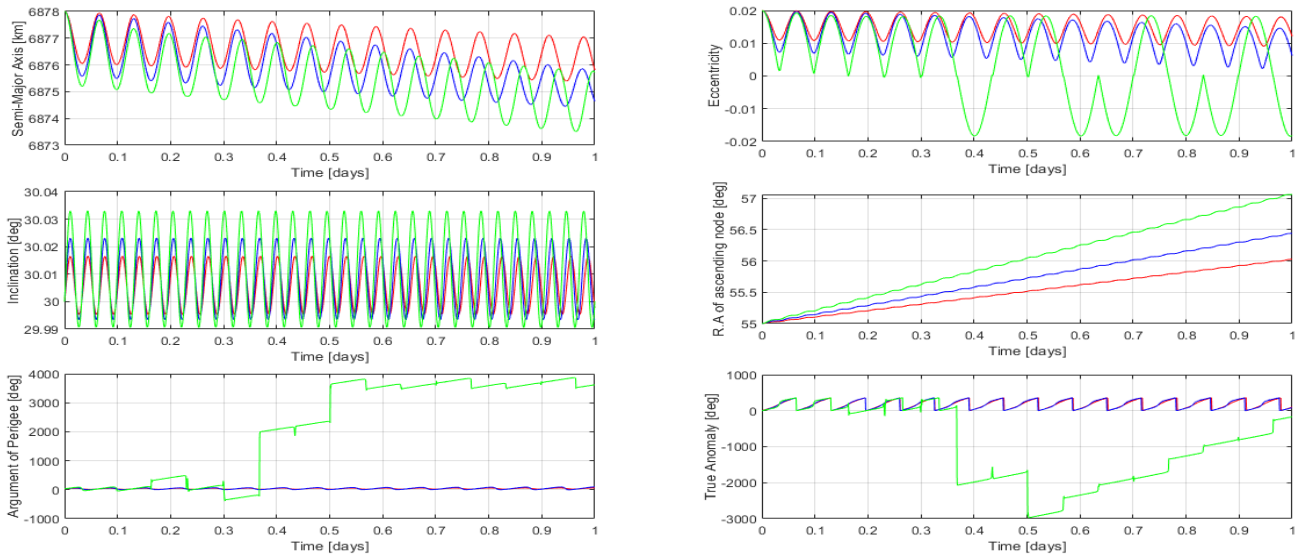 Semi-Major Axis [km]
6878
6877
6876
6875
6874
6873
0 0.1 0.2 0.3 0.4 0.5 0.6 0.7 0.8 0.9 1
Time [days]
Eccentricity
0.02
0.01
0
-0.01
-0.02
0 0.1 0.2 0.3 0.4 0.5 0.6 0.7 0.8 0.9 1
Time [days]
Inclination [deg]
30.04
30.03
30.02
30.01
30
29.99
0 0.1 0.2 0.3 0.4 0.5 0.6 0.7 0.8 0.9 1
Time [days]
R.A of ascending node [deg]
57
56.5
56
55.5
55
0 0.1 0.2 0.3 0.4 0.5 0.6 0.7 0.8 0.9 1
Time [days]
Argument of Perigee [deg]
4000
3000
2000
1000
0
-1000
0 0.1 0.2 0.3 0.4 0.5 0.6 0.7 0.8 0.9 1
Time [days]
True Anomaly [deg]
1000
0
-1000
-2000
-3000
0 0.1 0.2 0.3 0.4 0.5 0.6 0.7 0.8 0.9 1
Time [days]